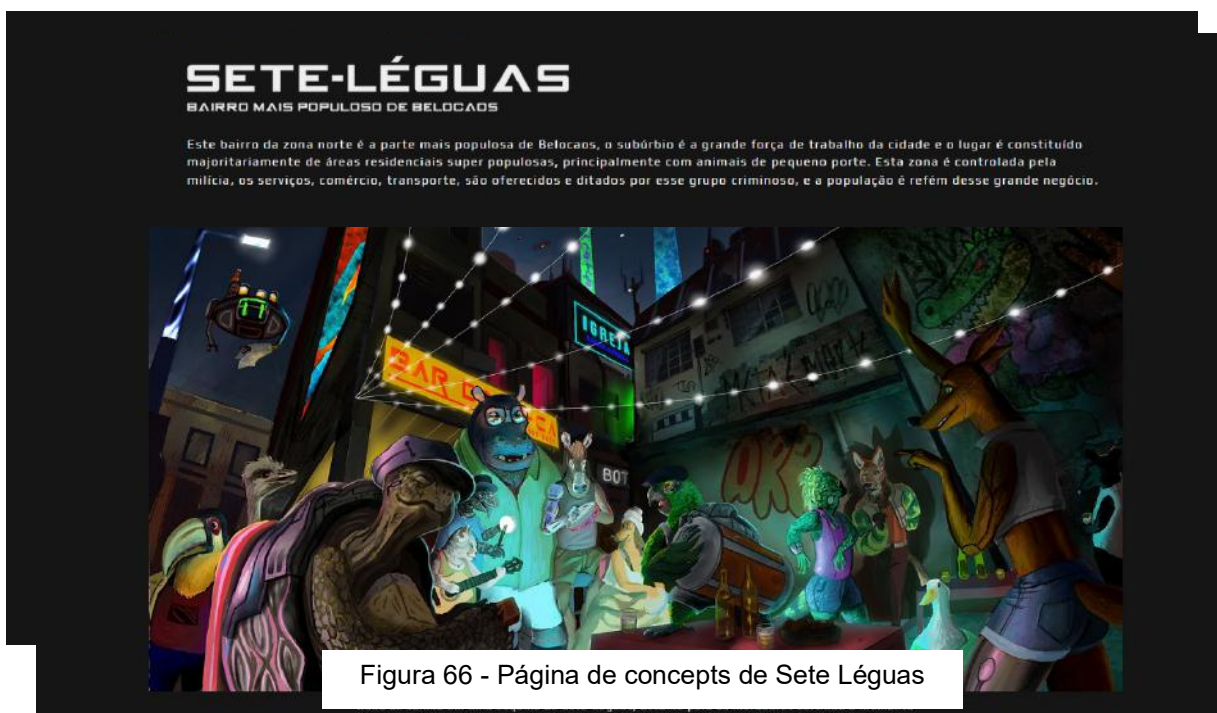 SETE-LÉGUAS
BAIRRO MAIS POPULOSO DE BELOCAOS
Este bairro da zona norte é a parte mais populosa de Belocaos, o subúrbio é a grande força de trabalho da cidade e o lugar é constituído
majoritariamente de áreas residenciais super populosas, principalmente com animais de pequeno porte. Esta zona é controlada pela
milícia, os serviços, comércio, transporte, são oferecidos e ditados por esse grupo criminoso, e a população é refém desse grande negócio.
IGREJA
BAR
BOT
Figura 66 - Página de concepts de Sete Léguas